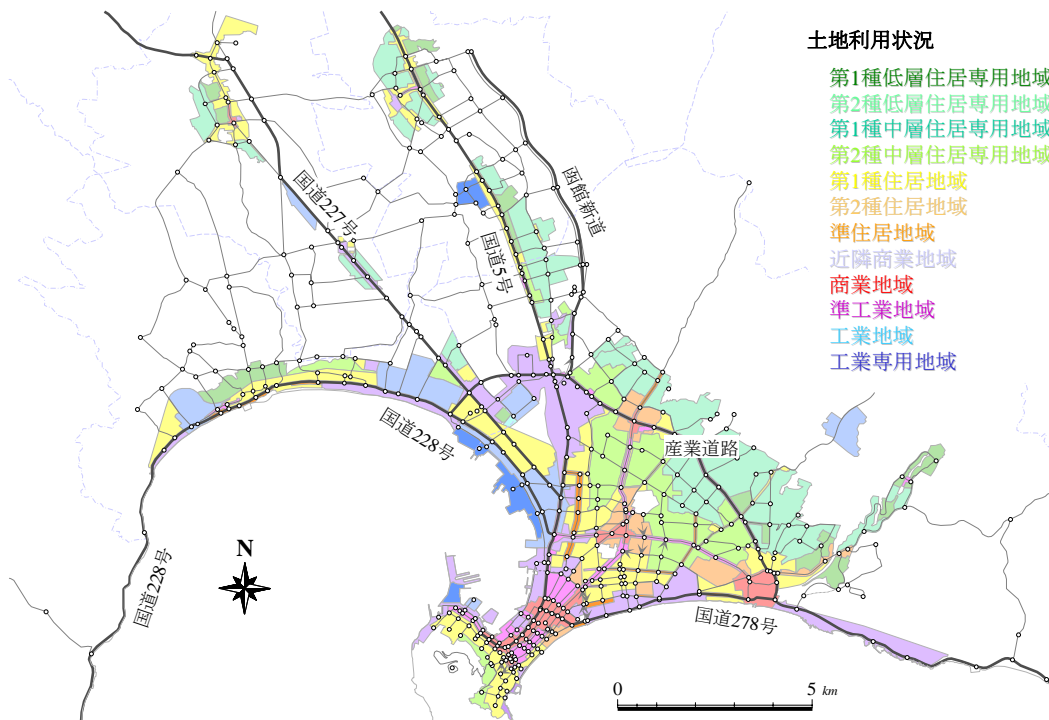 土地利用状況
第1種低層住居専用地域
第2種低層住居専用地域
第1種中層住居専用地域
第2種中層住居専用地域
第1種住居地域
第2種住居地域
準住居地域
近隣商業地域
商業地域
準工業地域
工業地域
工業専用地域
国道227号
国道5号
函館新道
国道228号
産業道路
国道228号
N
国道278号
0 5 km